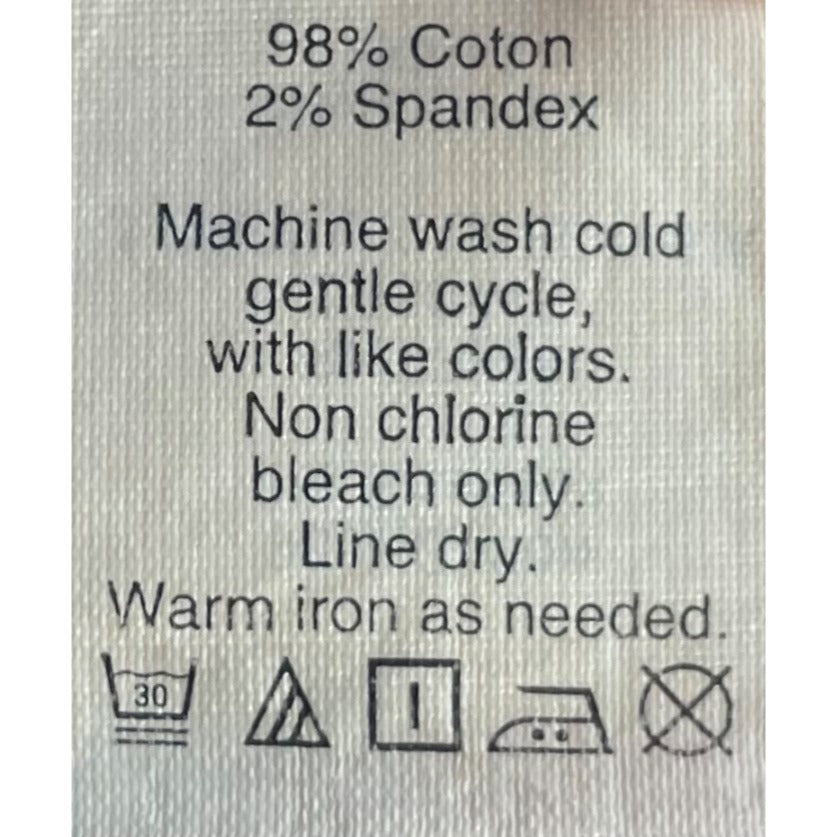 98% Coton
2% Spandex
Machine wash cold
gentle cycle,
with like colors.
Non chlorine
bleach only.
Line dry.
Warm iron as needed.
30